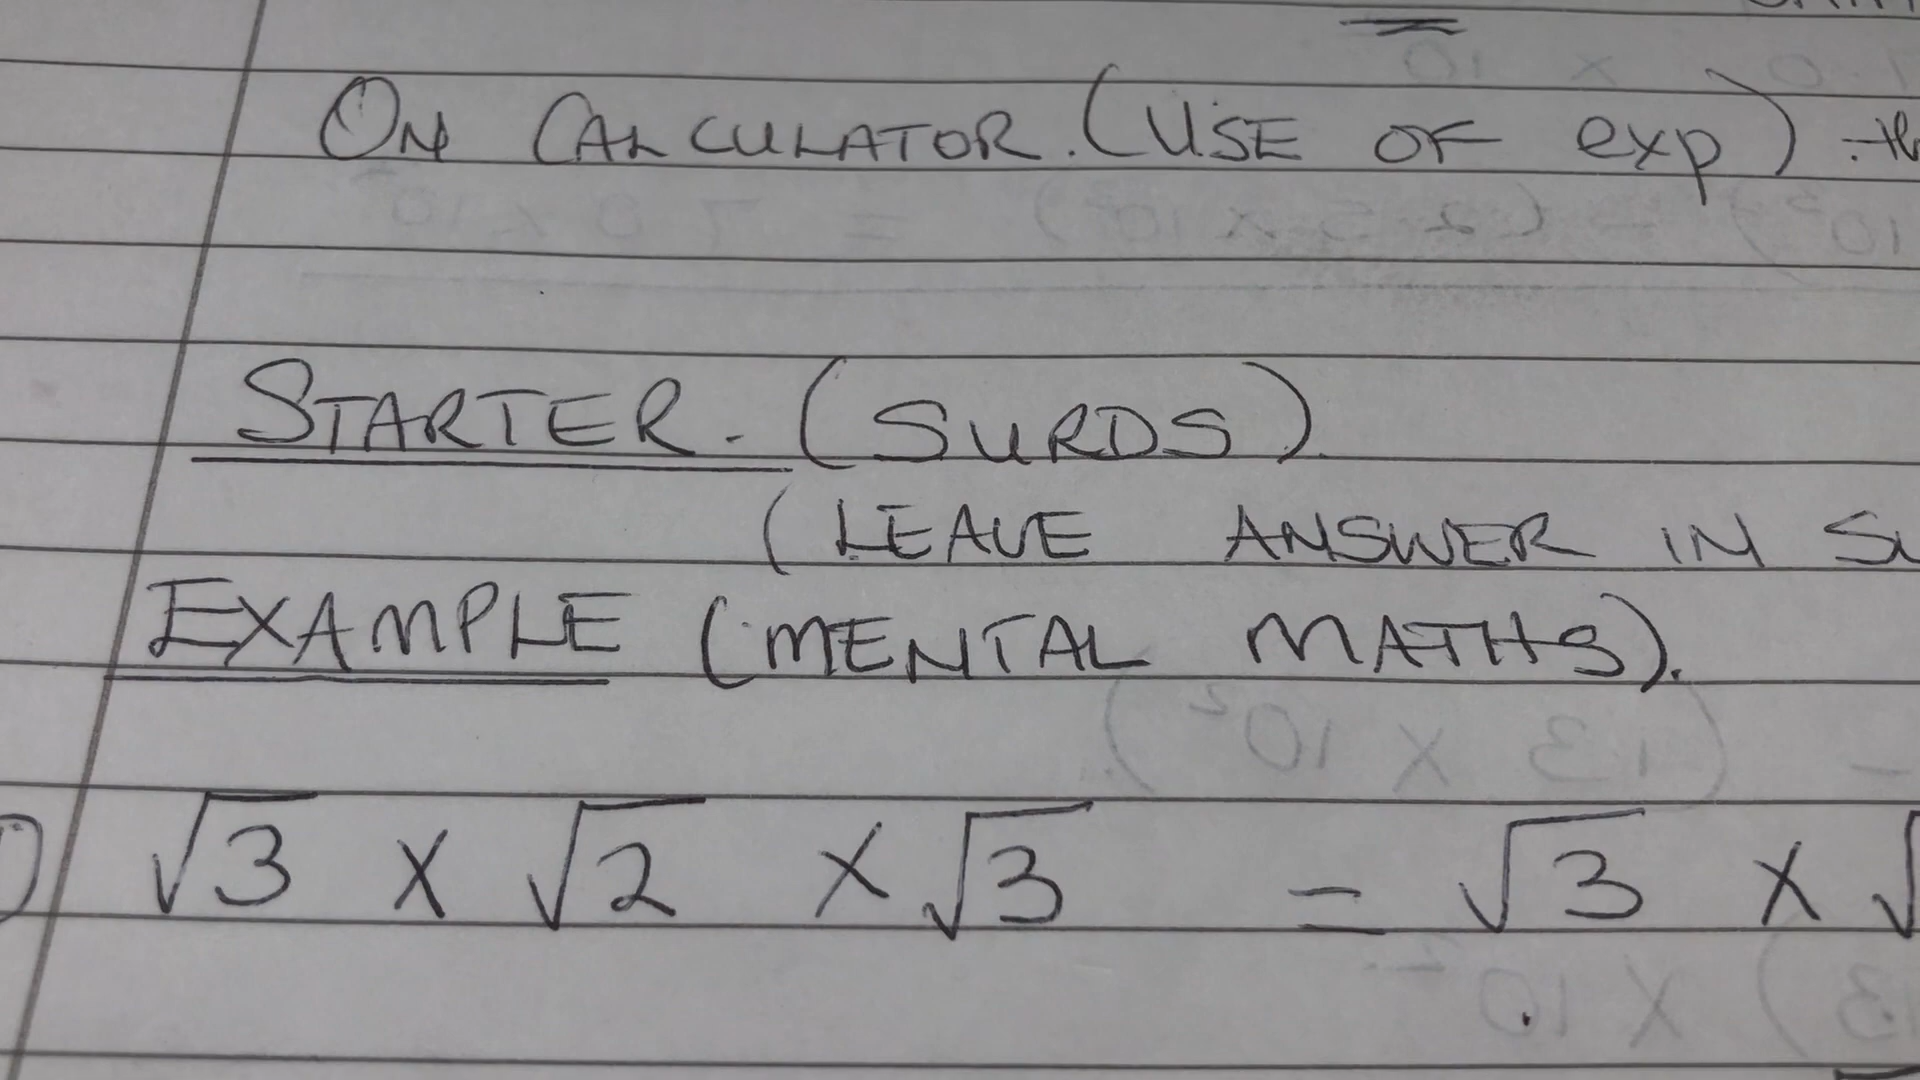 ON CALCULATOR. (USE OF exp)
STARTER. (SURDS).
(LEAVE ANSWER IN
EXAMPLE (MENTAL MATHS).
√3 × √2 × √3 = √3 × √